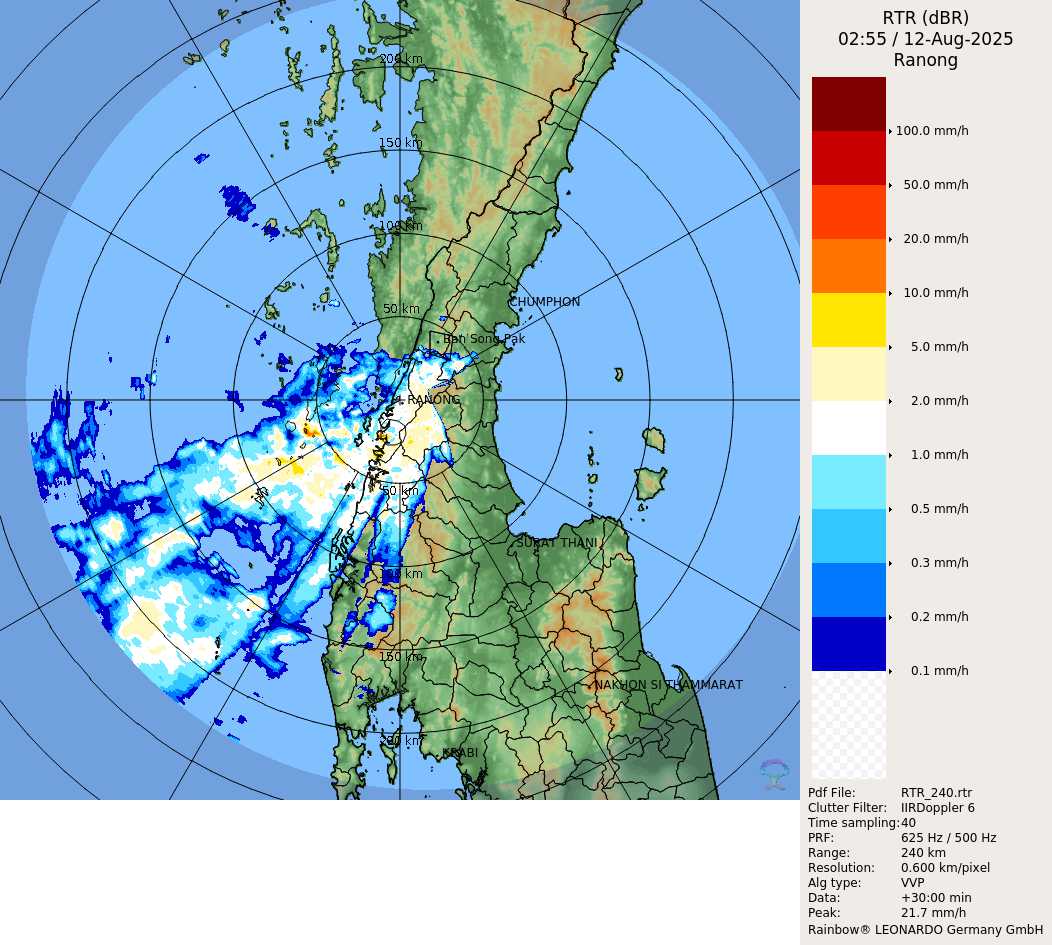 RTR (dBR)
02:55 / 12-Aug-2025
Ranong
100.0 mm/h
50.0 mm/h
20.0 mm/h
10.0 mm/h
5.0 mm/h
2.0 mm/h
1.0 mm/h
0.5 mm/h
0.3 mm/h
0.2 mm/h
0.1 mm/h
200 km
150 km
100 km
50 km
CHUMPHON
Ban Song Pak
RANONG
50 km
SURAT THANI
100 km
150 km
NAKHON SI THAMMARAT
200 km
KRABI
Pdf File: RTR_240.rtr
Clutter Filter: IIRDoppler 6
Time sampling:40
PRF: 625 Hz / 500 Hz
Range: 240 km
Resolution: 0.600 km/pixel
Alg type: VVP
Data: +30:00 min
Peak: 21.7 mm/h
Rainbow® LEONARDO Germany GmbH